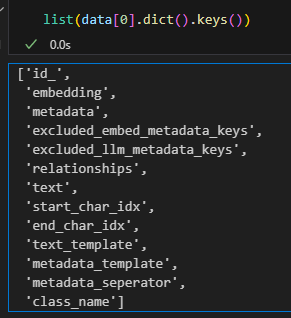 list(data[0].dict().keys())
0.0s
['id_',
'embedding',
'metadata',
'excluded_embed_metadata_keys',
'excluded_llm_metadata_keys',
'relationships',
'text',
'start_char_idx',
'end_char_idx',
'text_template',
'metadata_template',
'metadata_seperator',
'class_name']